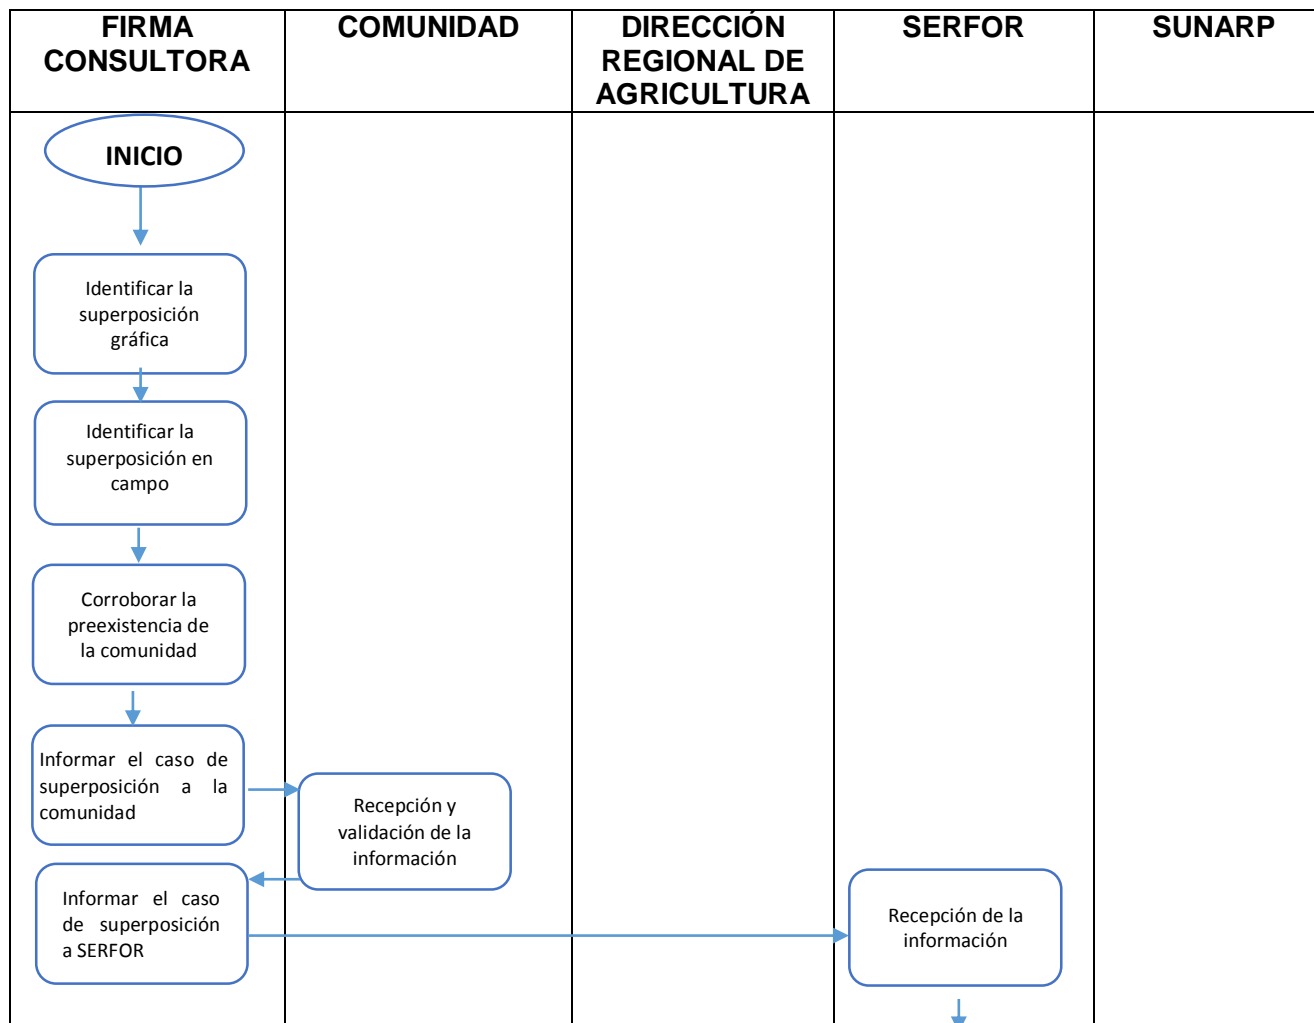 FIRMA
CONSULTORA
COMUNIDAD
DIRECCIÓN
REGIONAL DE
AGRICULTURA
SERFOR
SUNARP
INICIO
Identificar la
superposición
gráfica
Identificar la
superposición en
campo
Corroborar la
preexistencia de
la comunidad
Informar el caso de
superposición a la
comunidad
Recepción y
validación de la
información
Informar el caso
de superposición
a SERFOR
Recepción de la
información